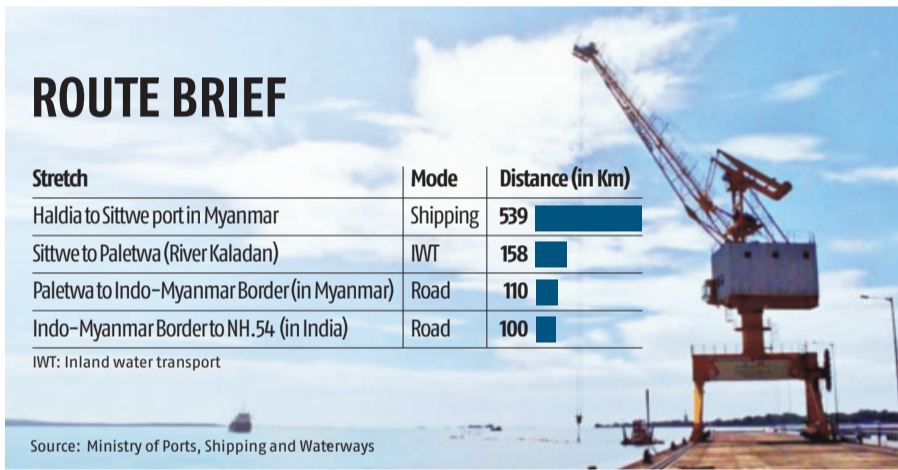 ROUTE BRIEF
Stretch Mode Distance (in Km)
Haldia to Sittwe port in Myanmar Shipping 539
Sittwe to Paletwa (River Kaladan) IWT 158
Paletwa to Indo-Myanmar Border (in Myanmar) Road 110
Indo-Myanmar Border to NH.54 (in India) Road 100
IWT: Inland water transport
Source: Ministry of Ports, Shipping and Waterways